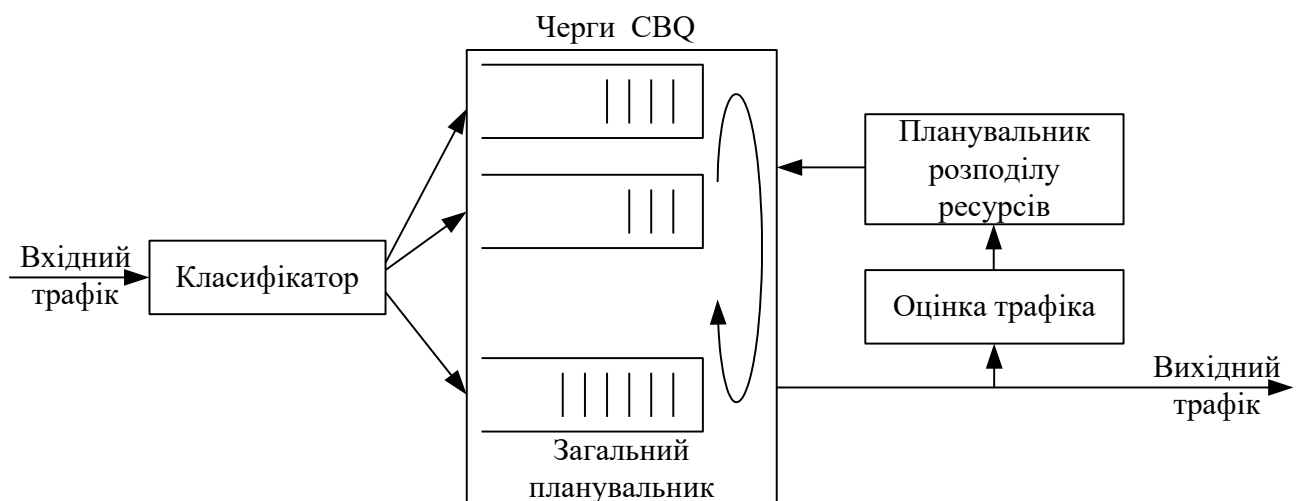 Черги CBQ
Планувальник
розподілу
ресурсів
Вхідний
трафік
Класифікатор
Оцінка трафіка
Вихідний
трафік
Загальний
планувальник